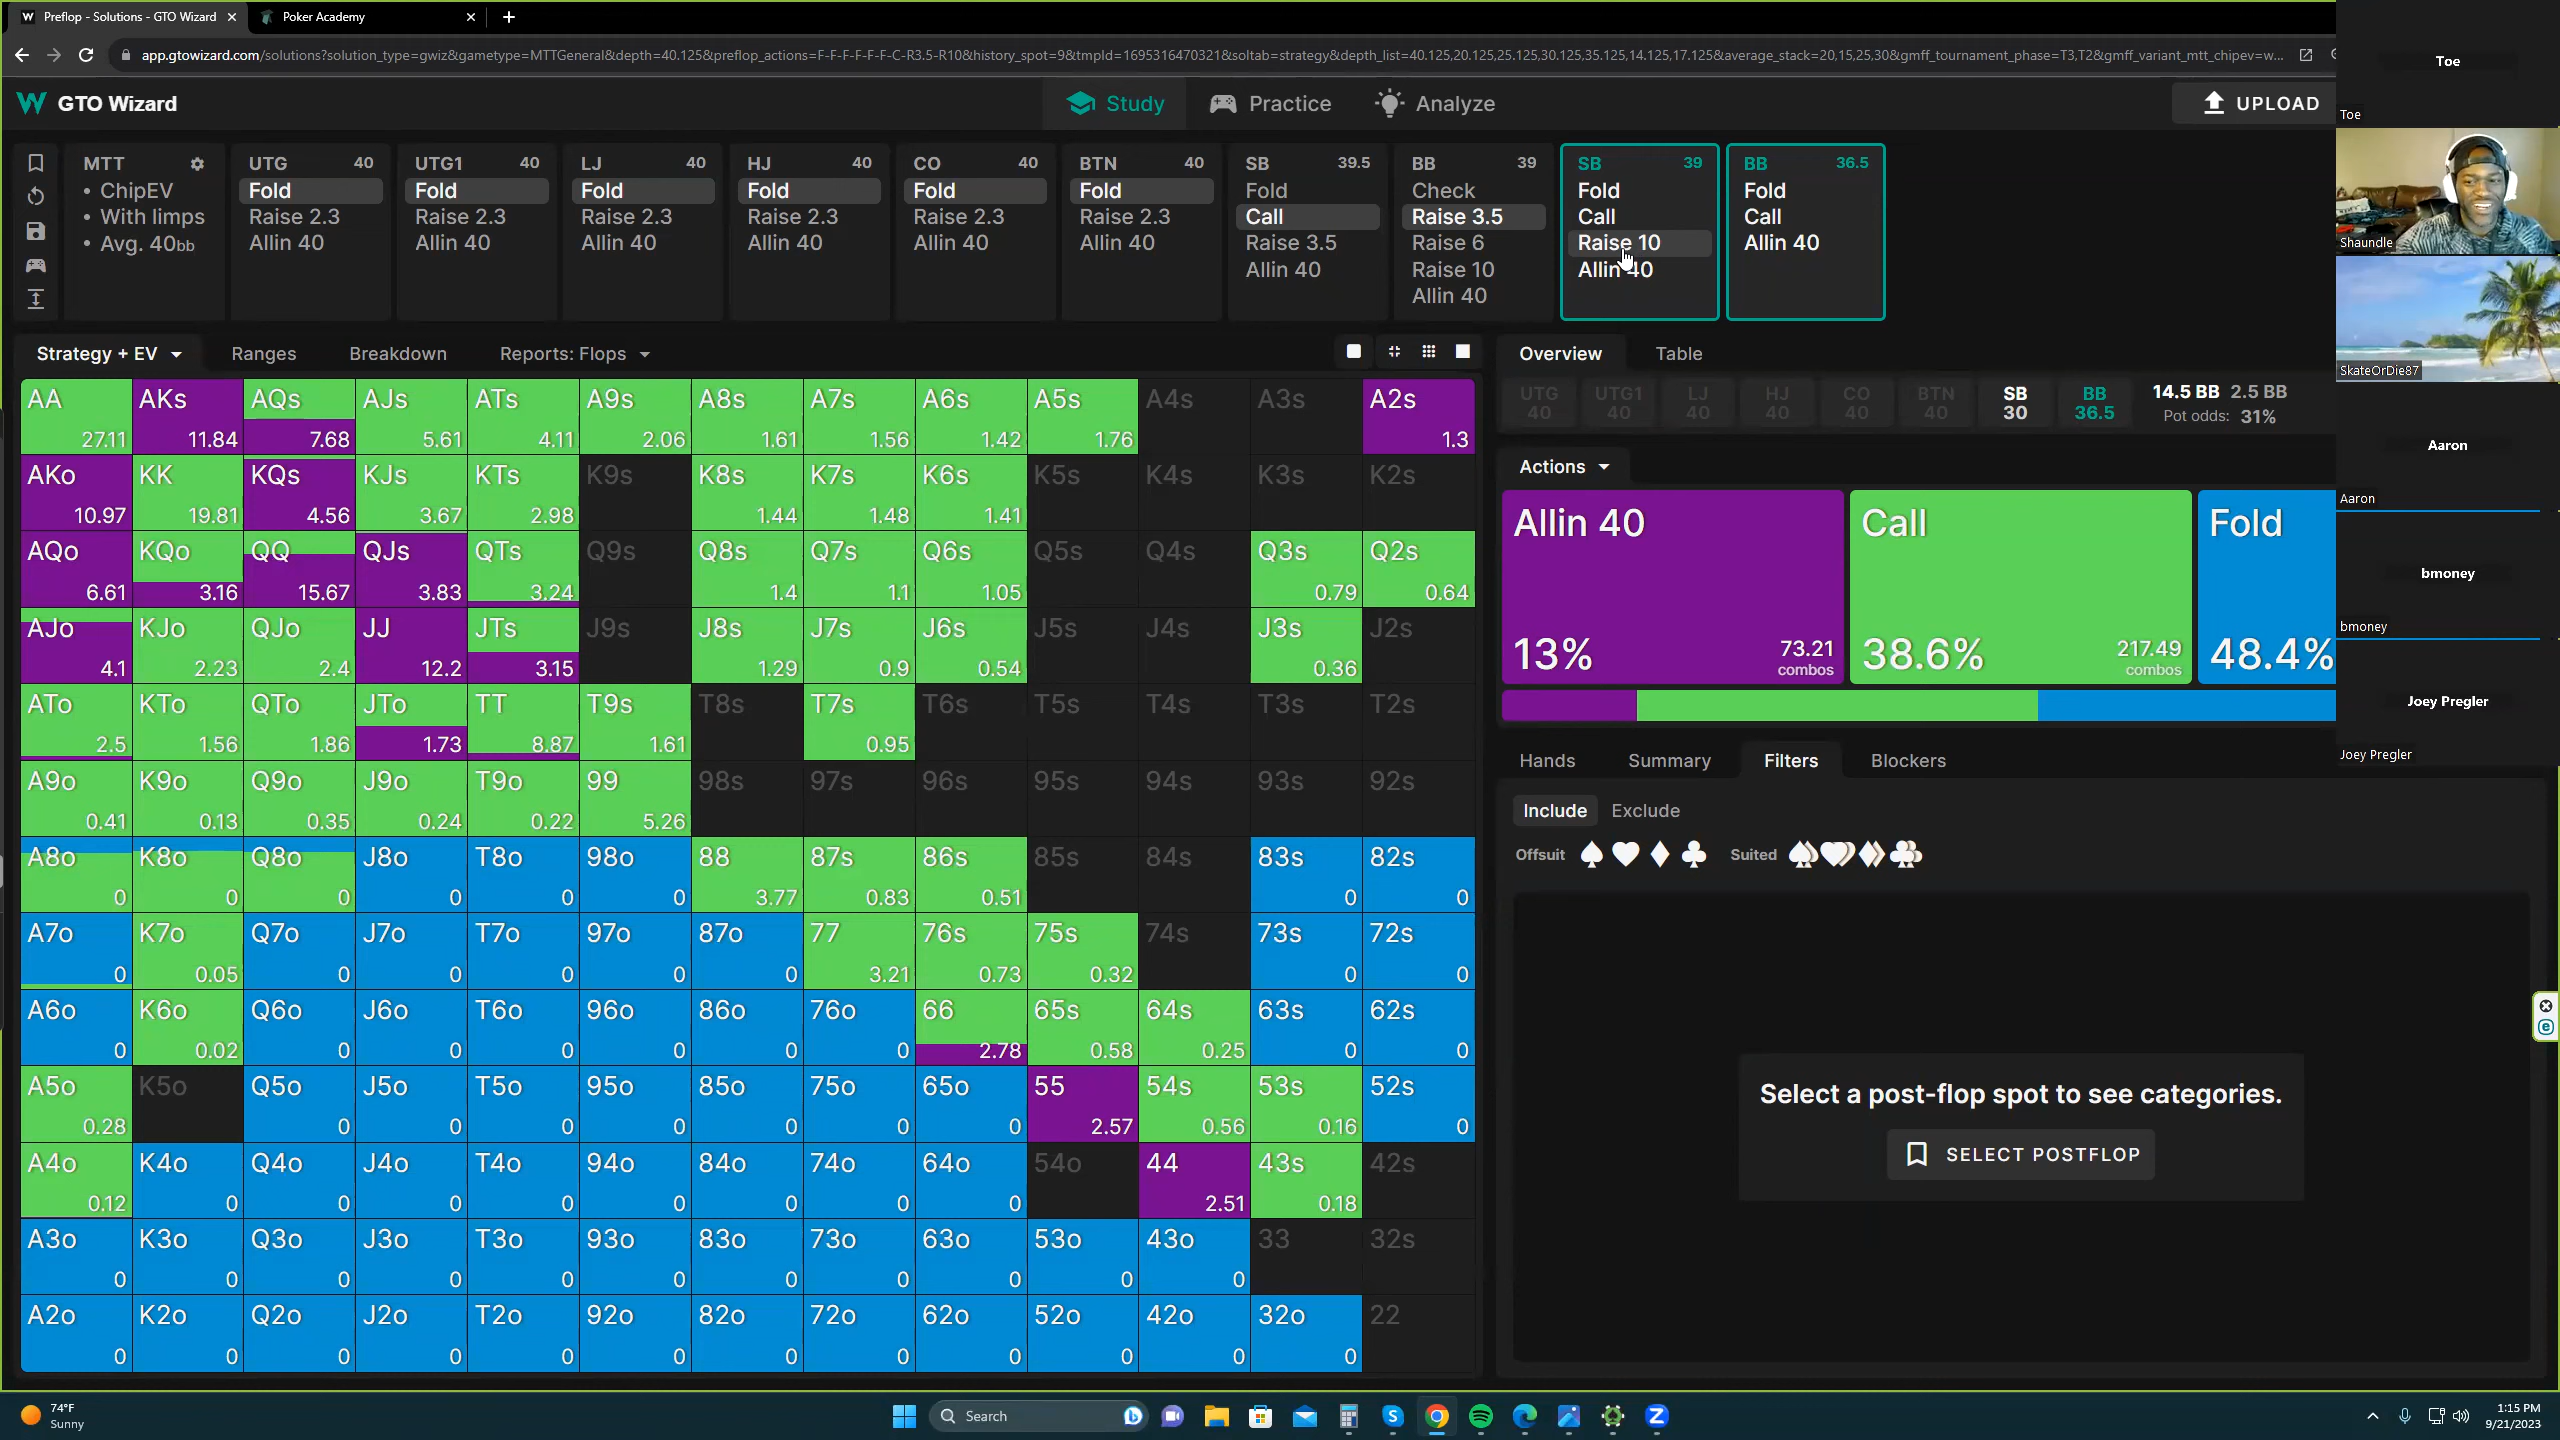 Preflop - Solutions - GTO Wizard
Poker Academy
app.gtowizard.com/solutions?solution_type=gwiz&gametype=MTTGeneral&depth=40.125&preflop_actions=F-F-F-F-F-F-C-R3.5-R10&history_spot=9&tmpId=1695316470321&soltab=strategy&depth_list=40.125,20.125,25.125,30.125,35.125,14.125,17.125&average_stack=20,15,25,30&gmff_tournament_phase=T3,T2&gmff_variant_mtt_chipev=w...
GTO Wizard
Study
Practice
Analyze
UPLOAD
MTT
• ChipEV
• With limps
• Avg. 40bb
UTG 40
Fold
Raise 2.3
Allin 40
UTG1 40
Fold
Raise 2.3
Allin 40
LJ 40
Fold
Raise 2.3
Allin 40
HJ 40
Fold
Raise 2.3
Allin 40
CO 40
Fold
Raise 2.3
Allin 40
BTN 40
Fold
Raise 2.3
Allin 40
SB 39.5
Fold
Call
Raise 3.5
Allin 40
BB 39
Check
Raise 3.5
Raise 6
Raise 10
Allin 40
SB 39
Fold
Call
Raise 10
Allin 40
BB 36.5
Fold
Call
Allin 40
Strategy + EV
Ranges
Breakdown
Reports: Flops
AA AKs AQs AJs ATs A9s A8s A7s A6s A5s A4s A3s A2s
27.11 11.84 7.68 5.61 4.11 2.06 1.61 1.56 1.42 1.76 1.3
AKo KK KQs KJs KTs K9s K8s K7s K6s K5s K4s K3s K2s
10.97 19.81 4.56 3.67 2.98 1.44 1.48 1.41
AQo KQo QQ QJs QTs Q9s Q8s Q7s Q6s Q5s Q4s Q3s Q2s
6.61 3.16 15.67 3.83 3.24 1.4 1.1 1.05 0.79 0.64
AJo KJo QJo JJ JTs J9s J8s J7s J6s J5s J4s J3s J2s
4.1 2.23 2.4 12.2 3.15 1.29 0.9 0.54 0.36
ATo KTo QTo JTo TT T9s T8s T7s T6s T5s T4s T3s T2s
2.5 1.56 1.86 1.73 8.87 1.61 0.95
A9o K9o Q9o J9o T9o 99 98s 97s 96s 95s 94s 93s 92s
0.41 0.13 0.35 0.24 0.22 5.26
A8o K8o Q8o J8o T8o 98o 88 87s 86s 85s 84s 83s 82s
0 0 0 0 0 0 3.77 0.83 0.51 0 0
A7o K7o Q7o J7o T7o 97o 87o 77 76s 75s 74s 73s 72s
0 0.05 0 0 0 0 0 3.21 0.73 0.32 0 0
A6o K6o Q6o J6o T6o 96o 86o 76o 66 65s 64s 63s 62s
0 0.02 0 0 0 0 0 0 2.78 0.58 0.25 0 0
A5o K5o Q5o J5o T5o 95o 85o 75o 65o 55 54s 53s 52s
0.28 0 0 0 0 0 0 0 2.57 0.56 0.16 0
A4o K4o Q4o J4o T4o 94o 84o 74o 64o 54o 44 43s 42s
0.12 0 0 0 0 0 0 0 0 2.51 0.18
A3o K3o Q3o J3o T3o 93o 83o 73o 63o 53o 43o 33 32s
0 0 0 0 0 0 0 0 0 0 0
A2o K2o Q2o J2o T2o 92o 82o 72o 62o 52o 42o 32o 22
0 0 0 0 0 0 0 0 0 0 0 0
Overview
Table
UTG UTG1 LJ HJ CO BTN SB BB 14.5 BB 2.5 BB
40 40 40 40 40 40 30 36.5 Pot odds: 31%
Actions
Allin 40
13%
73.21
combos
Call
38.6%
217.49
combos
Fold
48.4%
Hands
Summary
Filters
Blockers
Include
Exclude
Offsuit
Suited
Select a post-flop spot to see categories.
SELECT POSTFLOP
Toe
Toe
Shaundle
SkateOrDie87
Aaron
Aaron
bmoney
bmoney
Joey Pregler
Joey Pregler
74°F
Sunny
Search
1:15 PM
9/21/2023